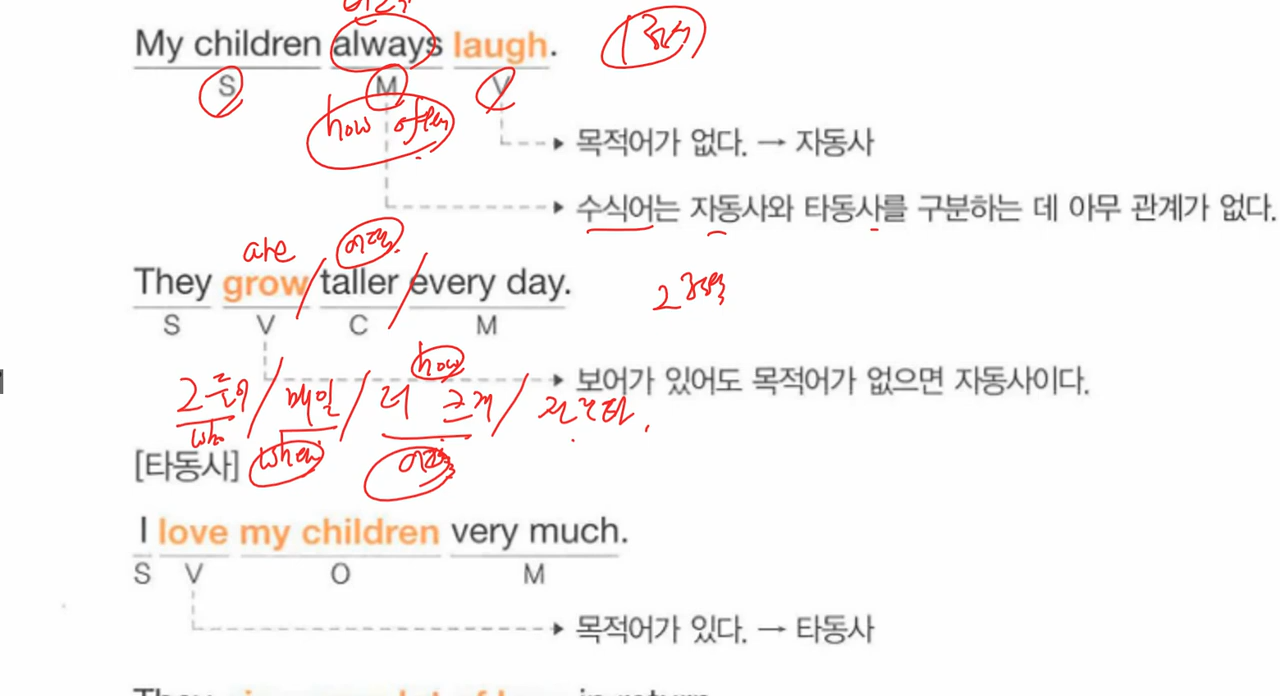 My children always laugh.
1형식
S M V
how often
목적어가 없다. → 자동사
수식어는 자동사와 타동사를 구분하는 데 아무 관계가 없다.
are
They grow / taller / every day.
2형식
S V C M
how
보어가 있어도 목적어가 없으면 자동사이다.
그들이 / 매일 / 더 크게 / 자란다.
who
when
[타동사]
I love my children very much.
S V O M
목적어가 있다. → 타동사